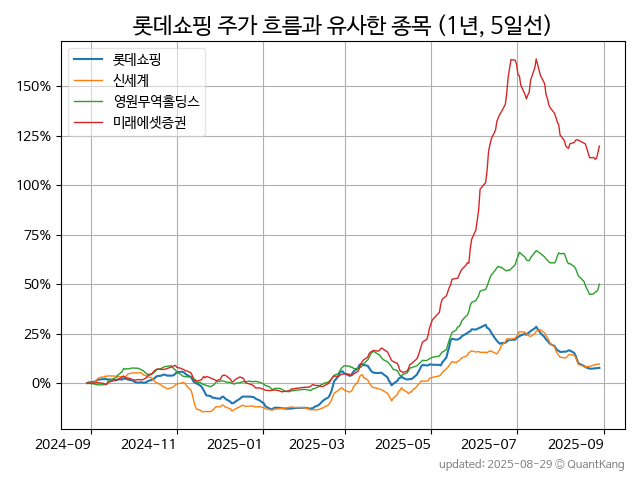 롯데쇼핑 주가 흐름과 유사한 종목 (1년, 5일선)
롯데쇼핑
신세계
영원무역홀딩스
미래에셋증권
150%
125%
100%
75%
50%
25%
0%
2024-09 2024-11 2025-01 2025-03 2025-05 2025-07 2025-09
updated: 2025-08-29 © QuantKang